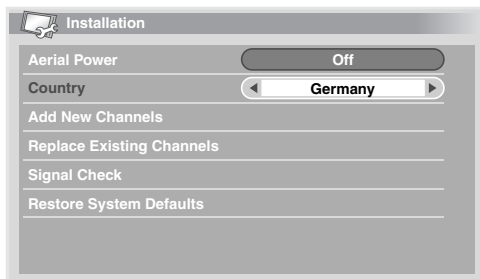 Installation
Aerial Power Off
Country Germany
Add New Channels
Replace Existing Channels
Signal Check
Restore System Defaults